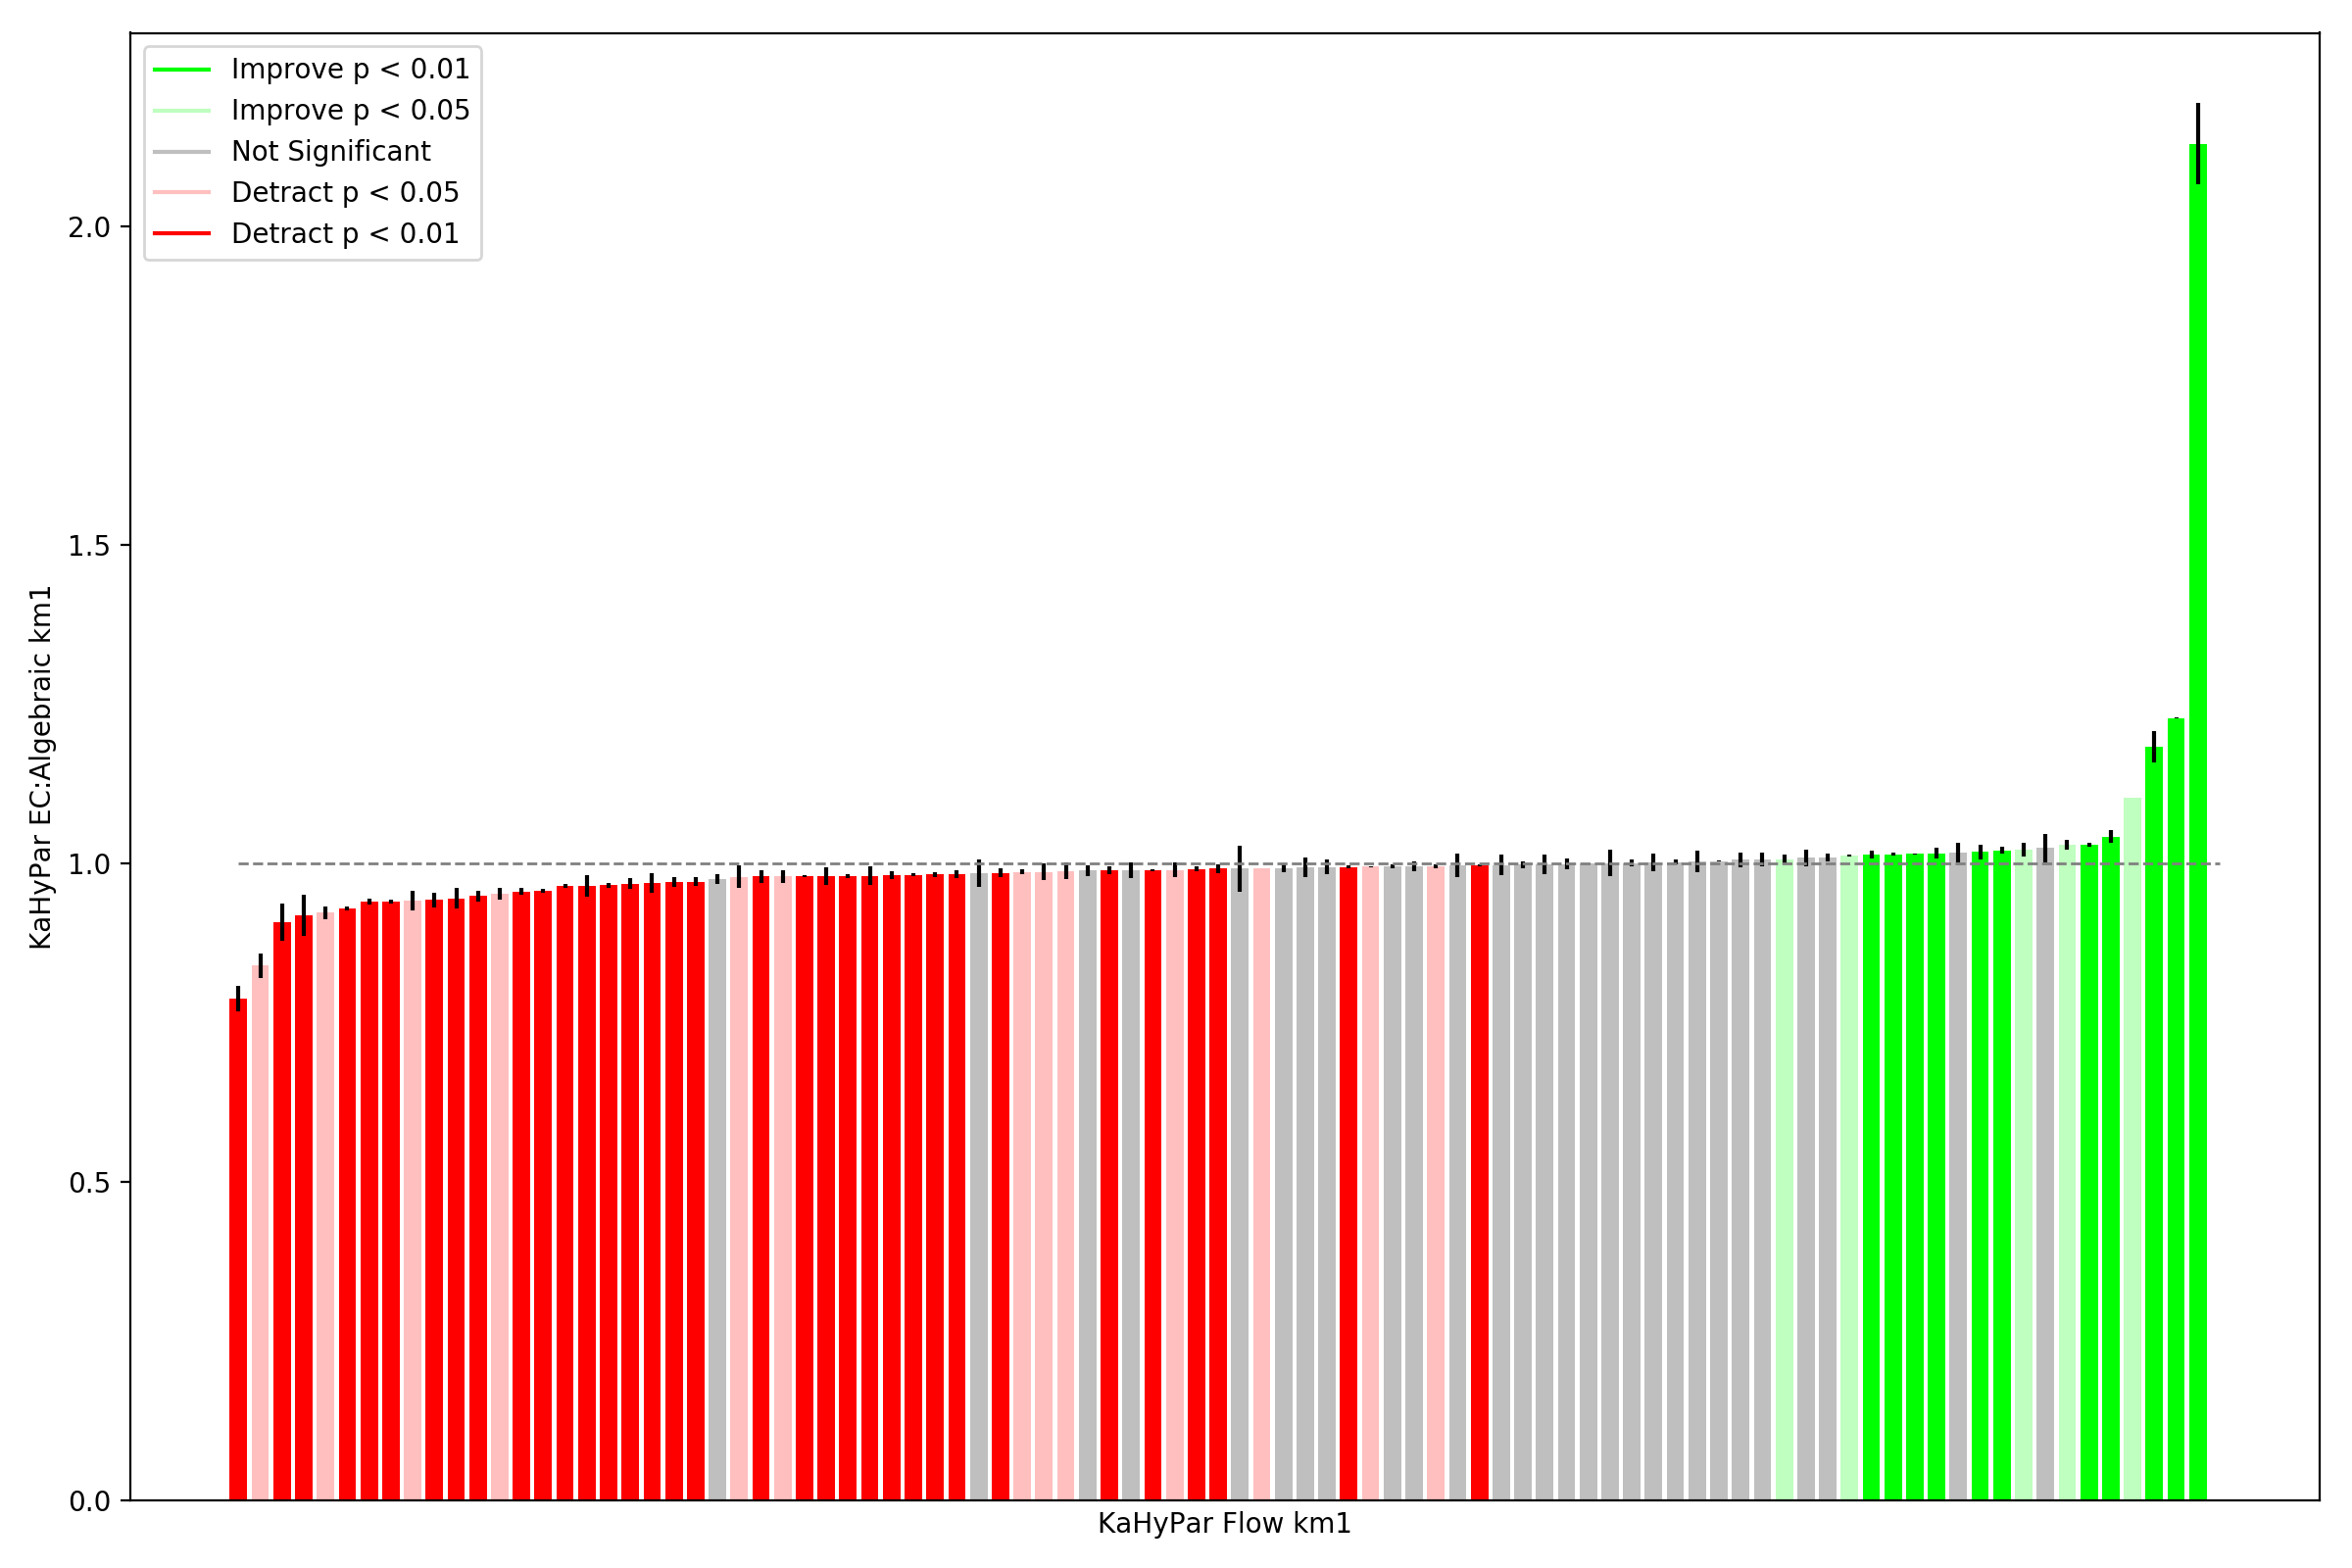 Improve p < 0.01
Improve p < 0.05
Not Significant
Detract p < 0.05
Detract p < 0.01
2.0
1.5
1.0
0.5
0.0
KaHyPar EC:Algebraic km1
KaHyPar Flow km1